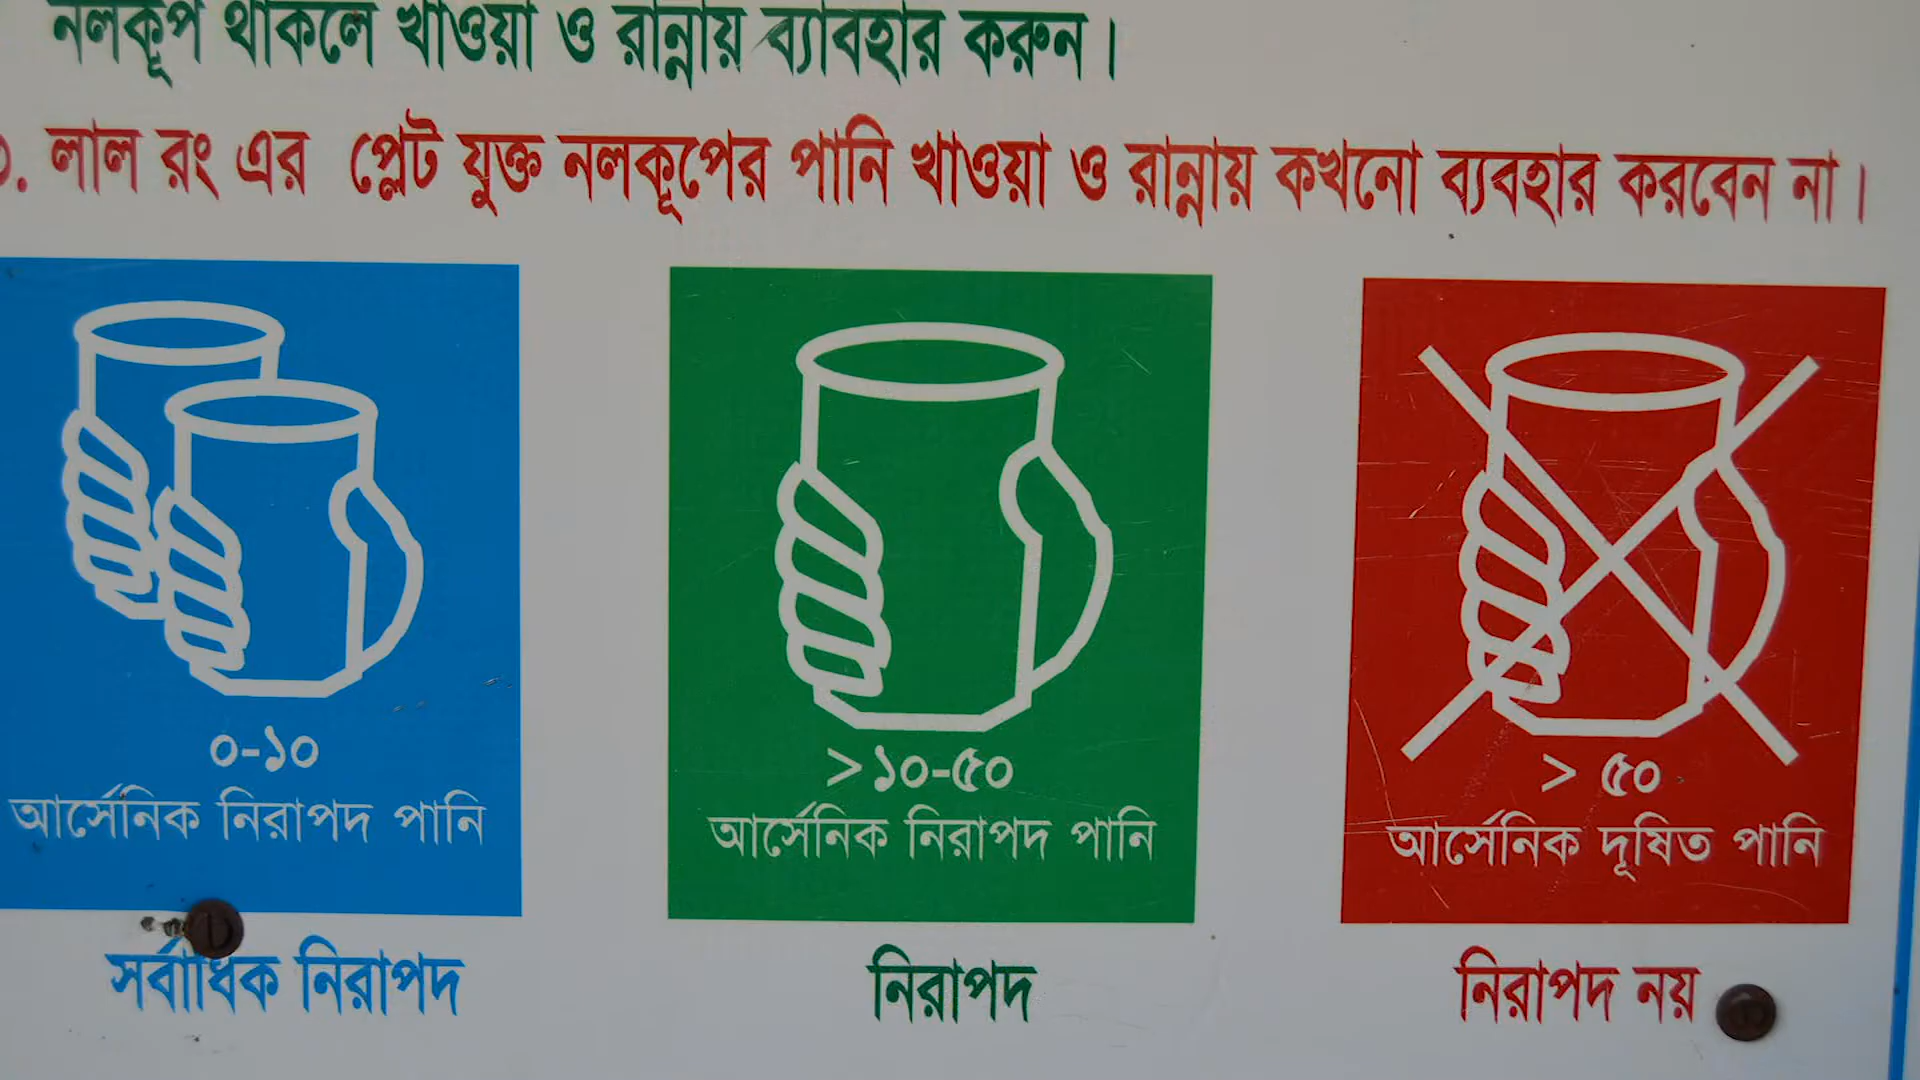 নলকূপ থাকলে খাওয়া ও রান্নায় ব্যাবহার করুন।
৩. লাল রং এর প্লেট যুক্ত নলকূপের পানি খাওয়া ও রান্নায় কখনো ব্যবহার করবেন না।
০-১০
আর্সেনিক নিরাপদ পানি
সর্বাধিক নিরাপদ
> ১০-৫০
আর্সেনিক নিরাপদ পানি
নিরাপদ
> ৫০
আর্সেনিক দূষিত পানি
নিরাপদ নয়